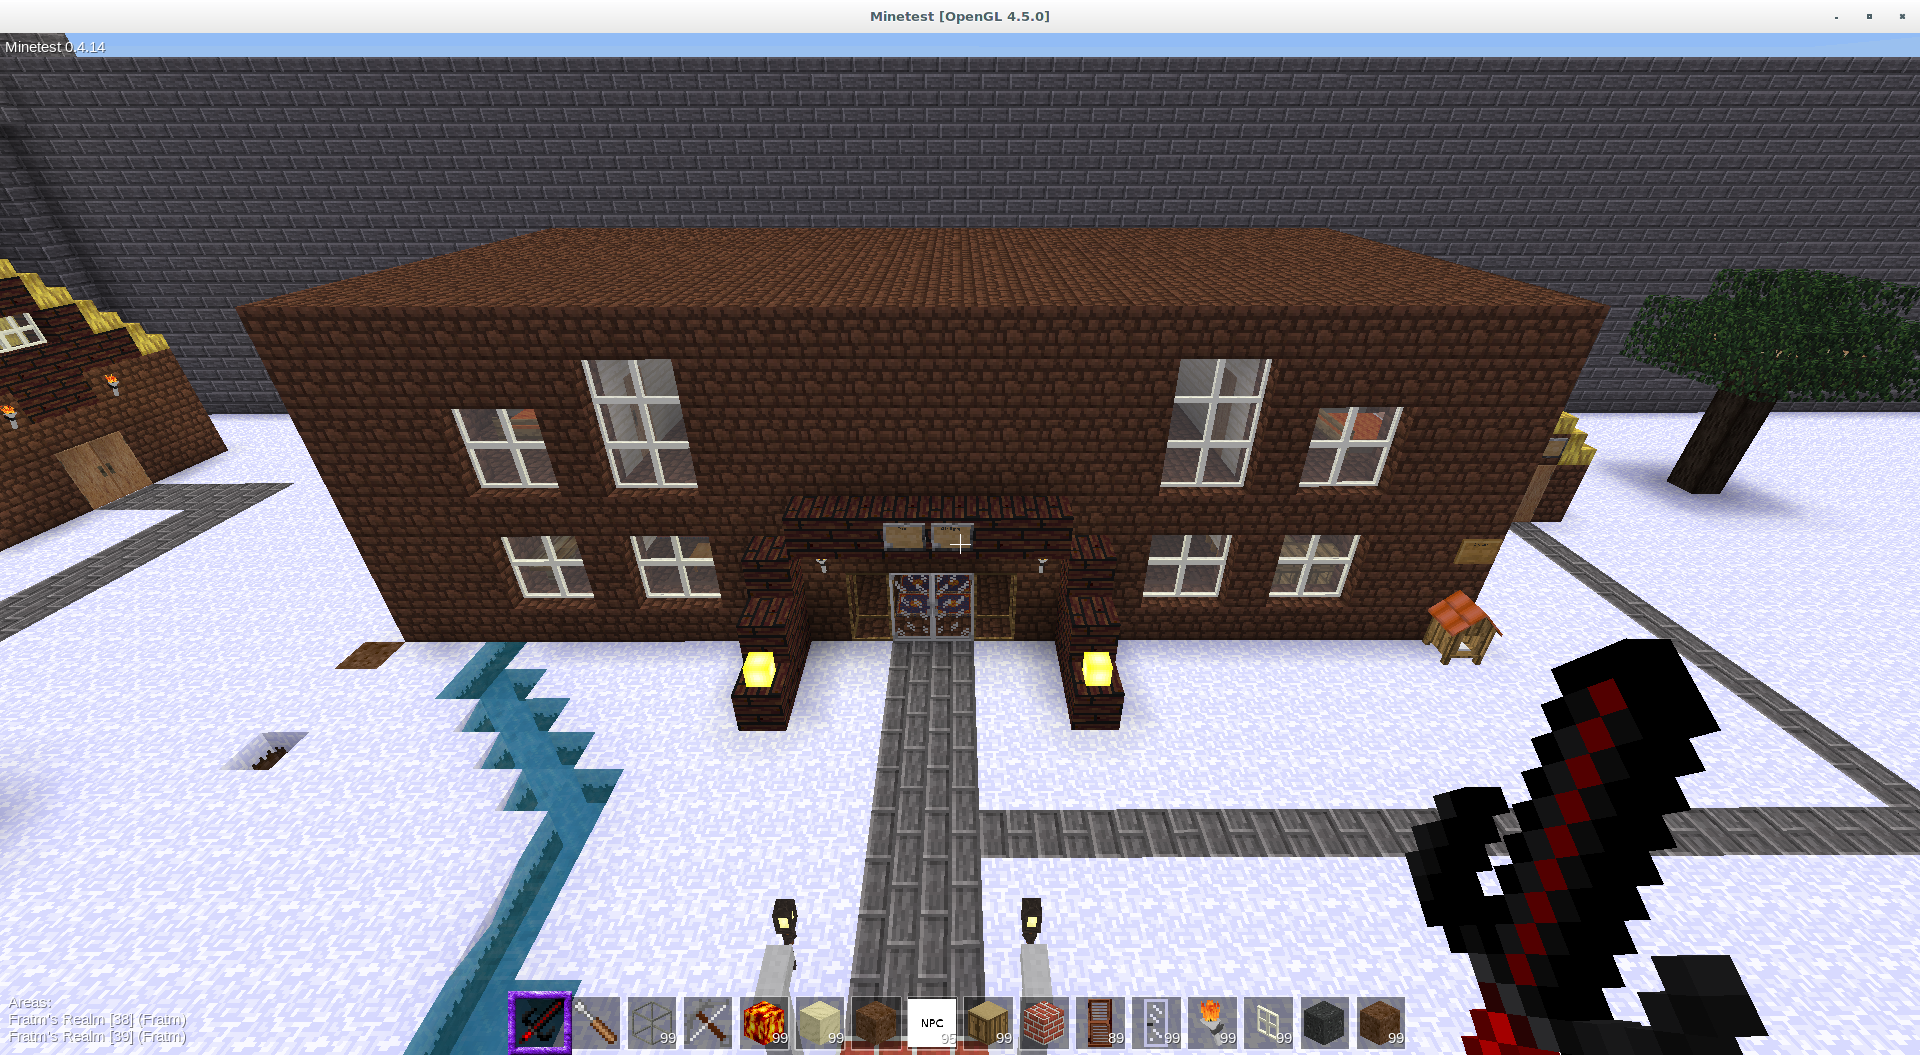 Minetest [OpenGL 4.5.0]
Minetest 0.4.14
Areas:
Fratm's Realm [38] (Fratm)
Fratm's Realm [39] (Fratm)
NPC
99
99
99
95
99
89
99
99
99
99